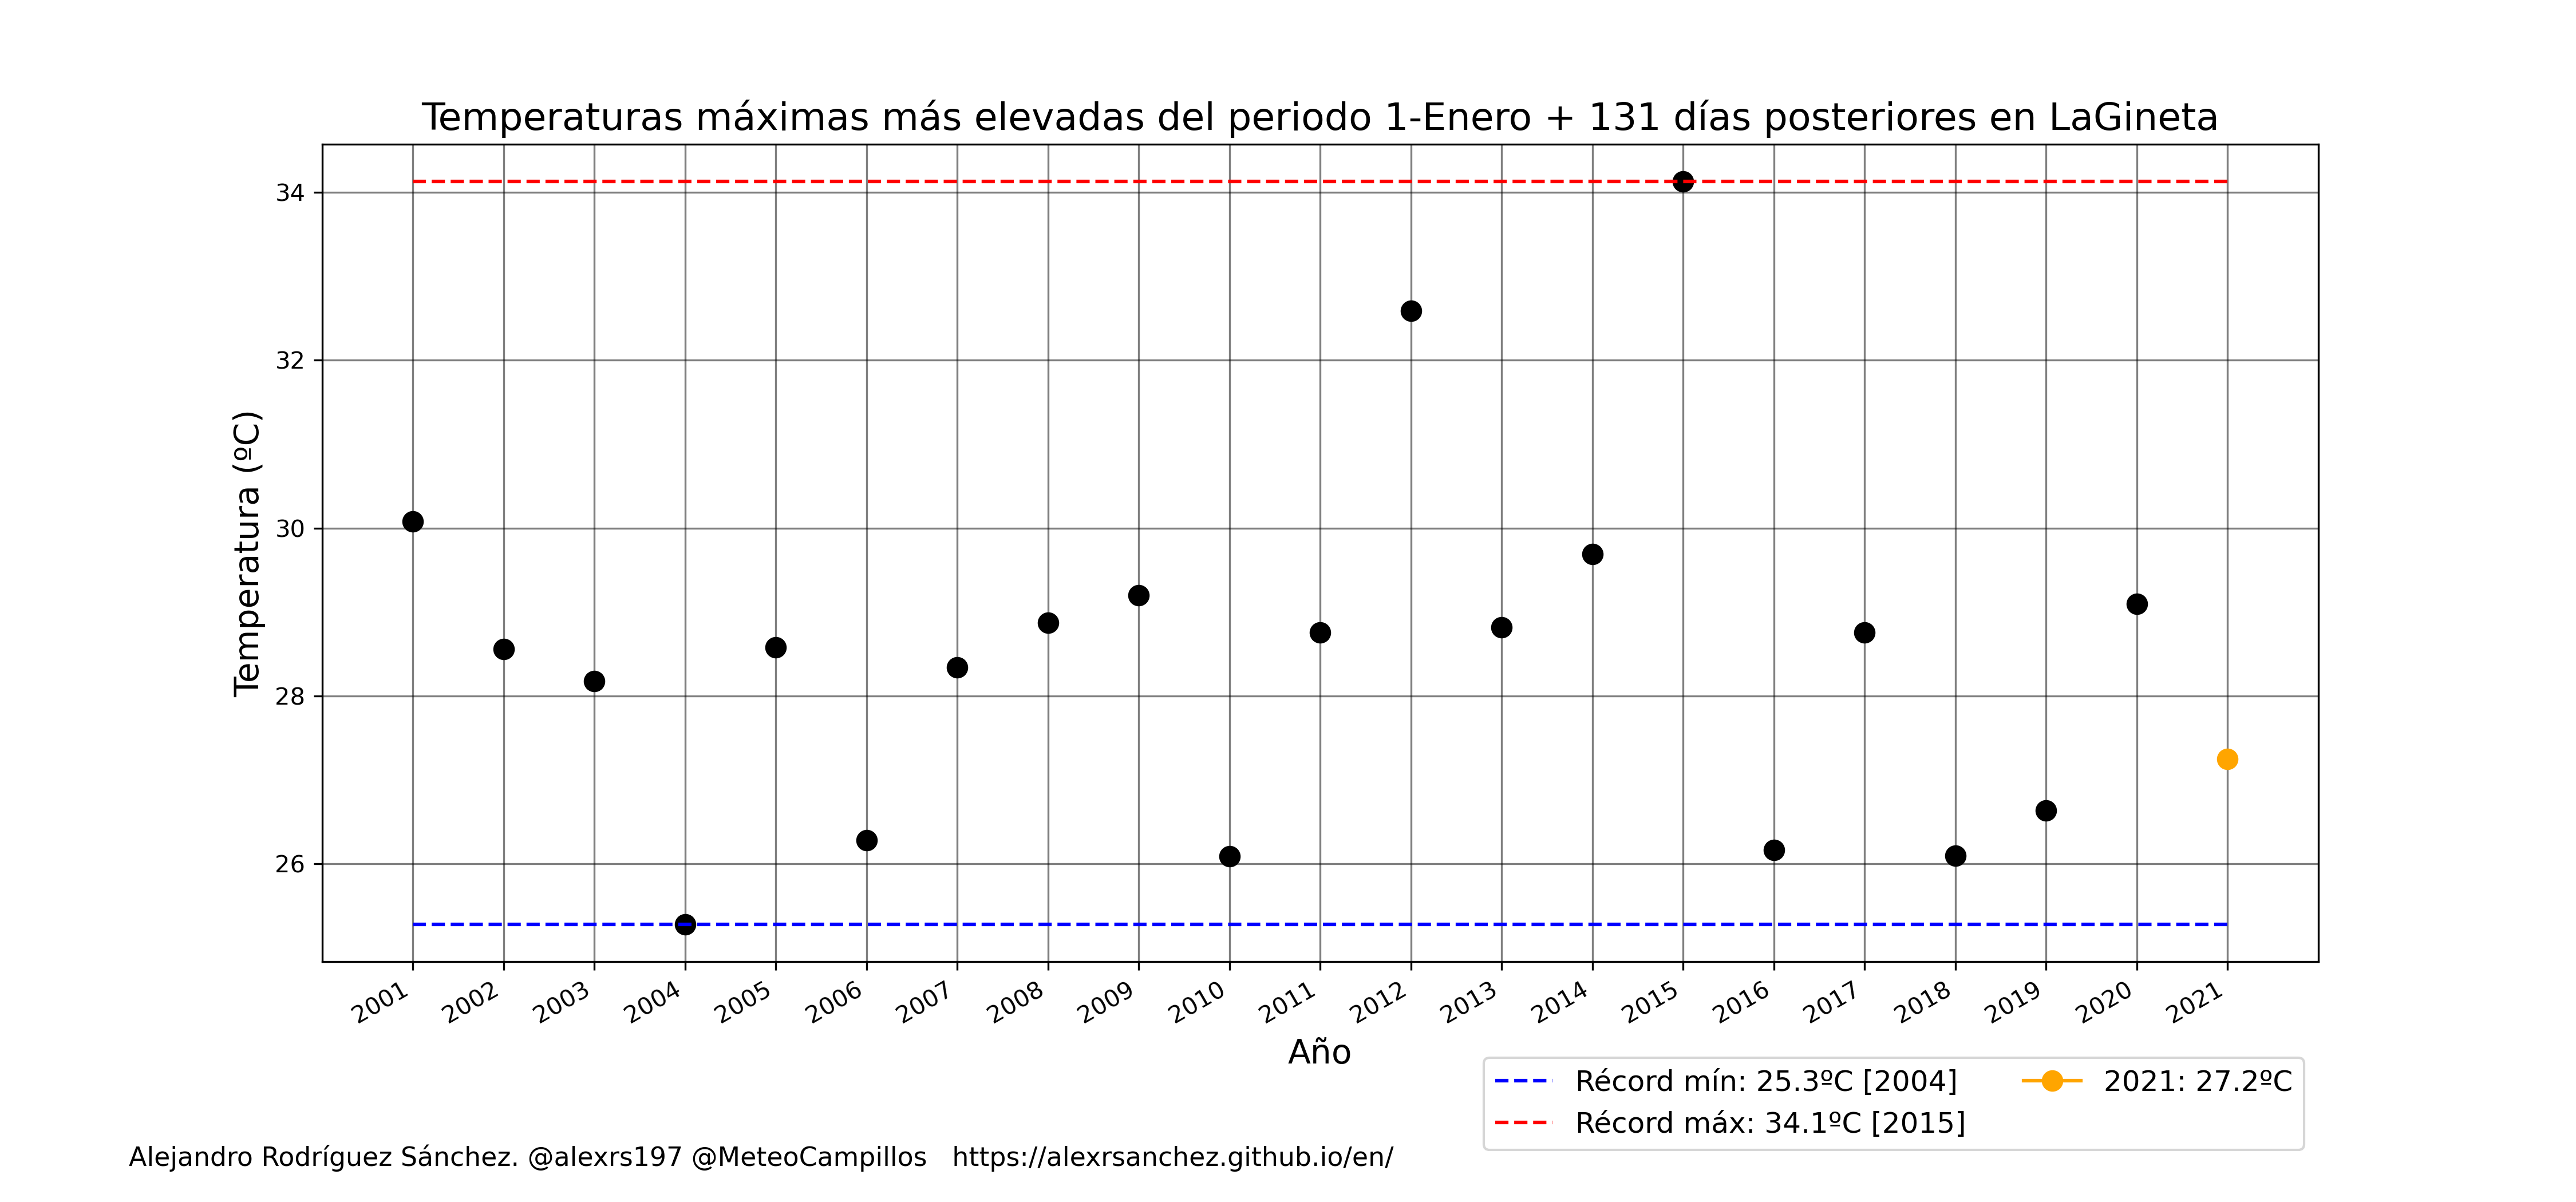 Temperaturas máximas más elevadas del periodo 1-Enero + 131 días posteriores en LaGineta
Temperatura (ºC)
34
32
30
28
26
2001 2002 2003 2004 2005 2006 2007 2008 2009 2010 2011 2012 2013 2014 2015 2016 2017 2018 2019 2020 2021
Año
Récord mín: 25.3ºC [2004]
Récord máx: 34.1ºC [2015]
2021: 27.2ºC
Alejandro Rodríguez Sánchez. @alexrs197 @MeteoCampillos https://alexrsanchez.github.io/en/